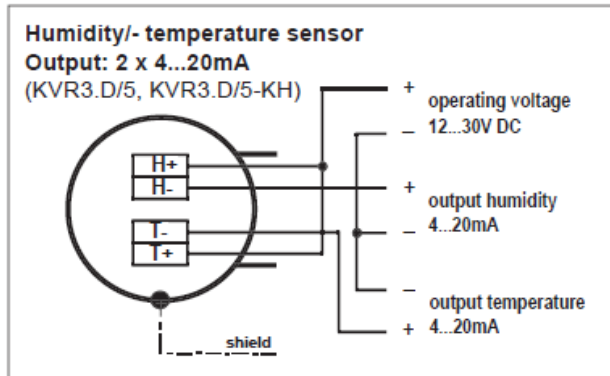 Humidity/- temperature sensor
Output: 2 x 4...20mA
(KVR3.D/5, KVR3.D/5-KH)
H+
H-
T-
T+
shield
+
operating voltage
– 12...30V DC
+
output humidity
– 4...20mA
–
output temperature
+ 4...20mA